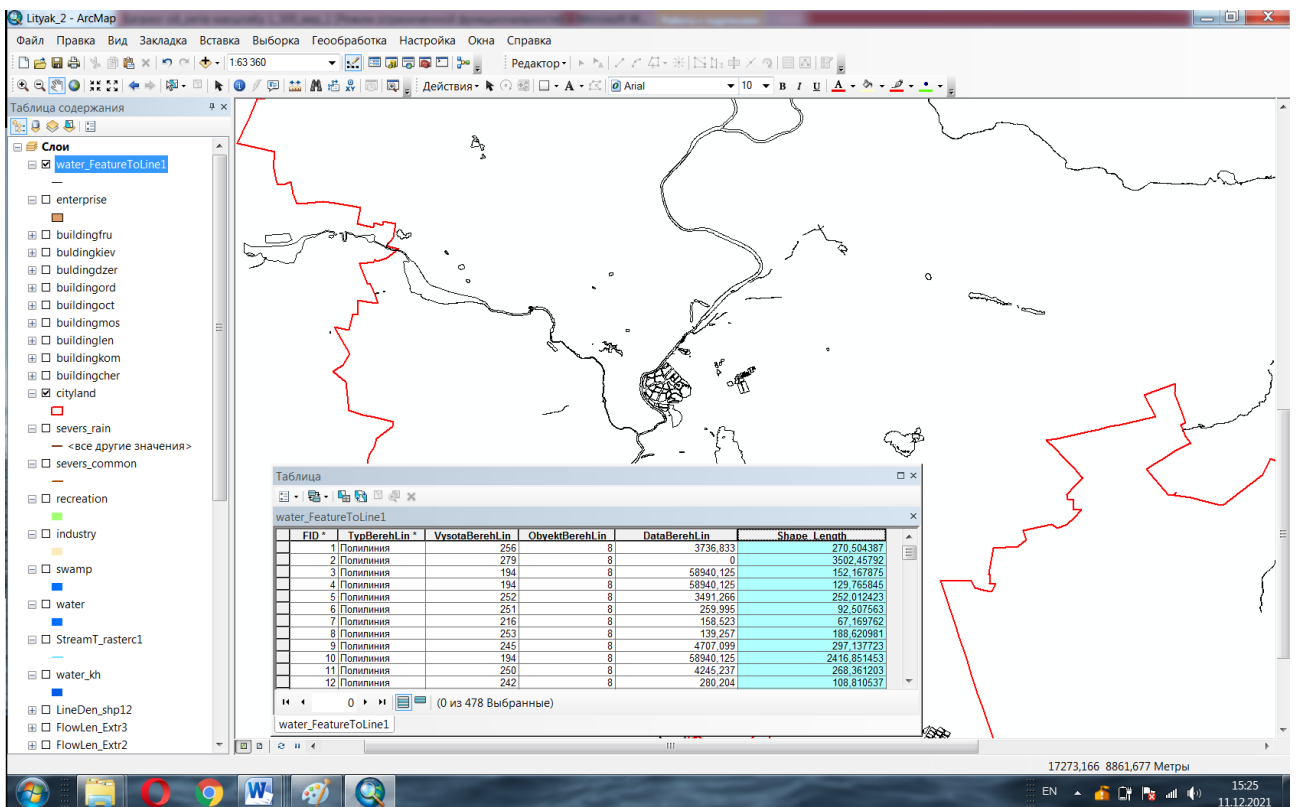 Lityak_2 - ArcMap
Файл Правка Вид Закладка Вставка Выборка Геообработка Настройка Окна Справка
1:63 360 Редактор
Действия A Arial 10 B I U A
Таблица содержания
Слои
water_FeatureToLine1
enterprise
buildingfru
buldingkiev
buldingdzer
buildingord
buildingoct
buildingmos
buildinglen
buildingkom
buildingcher
cityland
severs_rain
<все другие значения>
severs_common
recreation
industry
swamp
water
StreamT_rasterc1
water_kh
LineDen_shp12
FlowLen_Extr3
FlowLen_Extr2
Таблица
water_FeatureToLine1
FID * TypBerehLin * VysotaBerehLin ObyektBerehLin DataBerehLin Shape_Length
1 Полилиния 256 8 3736,833 270,504387
2 Полилиния 279 8 0 3502,45792
3 Полилиния 194 8 58940,125 152,167875
4 Полилиния 194 8 58940,125 129,765845
5 Полилиния 252 8 3491,266 252,012423
6 Полилиния 251 8 259,995 92,507563
7 Полилиния 216 8 158,523 67,169762
8 Полилиния 253 8 139,257 188,620981
9 Полилиния 245 8 4707,099 297,137723
10 Полилиния 194 8 58940,125 2416,851453
11 Полилиния 250 8 4245,237 268,361203
12 Полилиния 242 8 280,204 108,810537
0 (0 из 478 Выбранные)
water_FeatureToLine1
17273,166 8861,677 Метры
EN 15:25
11.12.2021